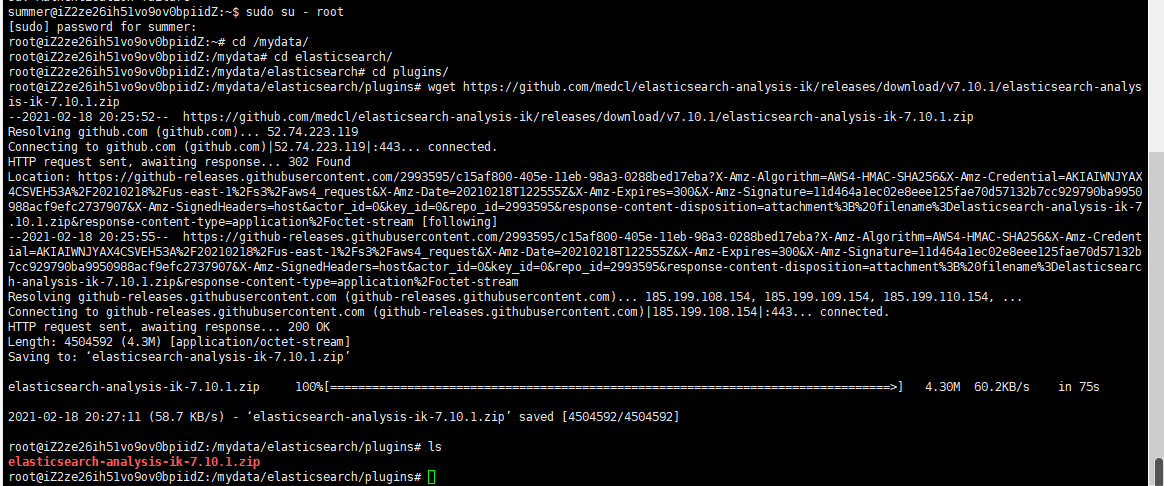 summer@iZ2ze26ih51vo9ov0bpiidZ:~$ sudo su - root
[sudo] password for summer:
root@iZ2ze26ih51vo9ov0bpiidZ:~# cd /mydata/
root@iZ2ze26ih51vo9ov0bpiidZ:/mydata# cd elasticsearch/
root@iZ2ze26ih51vo9ov0bpiidZ:/mydata/elasticsearch# cd plugins/
root@iZ2ze26ih51vo9ov0bpiidZ:/mydata/elasticsearch/plugins# wget https://github.com/medcl/elasticsearch-analysis-ik/releases/download/v7.10.1/elasticsearch-analys
is-ik-7.10.1.zip
--2021-02-18 20:25:52--  https://github.com/medcl/elasticsearch-analysis-ik/releases/download/v7.10.1/elasticsearch-analysis-ik-7.10.1.zip
Resolving github.com (github.com)... 52.74.223.119
Connecting to github.com (github.com)|52.74.223.119|:443... connected.
HTTP request sent, awaiting response... 302 Found
Location: https://github-releases.githubusercontent.com/2993595/c15af800-405e-11eb-98a3-0288bed17eba?X-Amz-Algorithm=AWS4-HMAC-SHA256&X-Amz-Credential=AKIAIWNJYAX
4CSVEH53A%2F20210218%2Fus-east-1%2Fs3%2Faws4_request&X-Amz-Date=20210218T122555Z&X-Amz-Expires=300&X-Amz-Signature=11d464a1ec02e8eee125fae70d57132b7cc929790ba9950
988acf9efc2737907&X-Amz-SignedHeaders=host&actor_id=0&key_id=0&repo_id=2993595&response-content-disposition=attachment%3B%20filename%3Delasticsearch-analysis-ik-7
.10.1.zip&response-content-type=application%2Foctet-stream [following]
--2021-02-18 20:25:55--  https://github-releases.githubusercontent.com/2993595/c15af800-405e-11eb-98a3-0288bed17eba?X-Amz-Algorithm=AWS4-HMAC-SHA256&X-Amz-Credent
ial=AKIAIWNJYAX4CSVEH53A%2F20210218%2Fus-east-1%2Fs3%2Faws4_request&X-Amz-Date=20210218T122555Z&X-Amz-Expires=300&X-Amz-Signature=11d464a1ec02e8eee125fae70d57132b
7cc929790ba9950988acf9efc2737907&X-Amz-SignedHeaders=host&actor_id=0&key_id=0&repo_id=2993595&response-content-disposition=attachment%3B%20filename%3Delasticsearc
h-analysis-ik-7.10.1.zip&response-content-type=application%2Foctet-stream
Resolving github-releases.githubusercontent.com (github-releases.githubusercontent.com)... 185.199.108.154, 185.199.109.154, 185.199.110.154, ...
Connecting to github-releases.githubusercontent.com (github-releases.githubusercontent.com)|185.199.108.154|:443... connected.
HTTP request sent, awaiting response... 200 OK
Length: 4504592 (4.3M) [application/octet-stream]
Saving to: ‘elasticsearch-analysis-ik-7.10.1.zip’
elasticsearch-analysis-ik-7.10.1.zip     100%[================================================================================>]   4.30M  60.2KB/s    in 75s
2021-02-18 20:27:11 (58.7 KB/s) - ‘elasticsearch-analysis-ik-7.10.1.zip’ saved [4504592/4504592]
root@iZ2ze26ih51vo9ov0bpiidZ:/mydata/elasticsearch/plugins# ls
elasticsearch-analysis-ik-7.10.1.zip
root@iZ2ze26ih51vo9ov0bpiidZ:/mydata/elasticsearch/plugins#